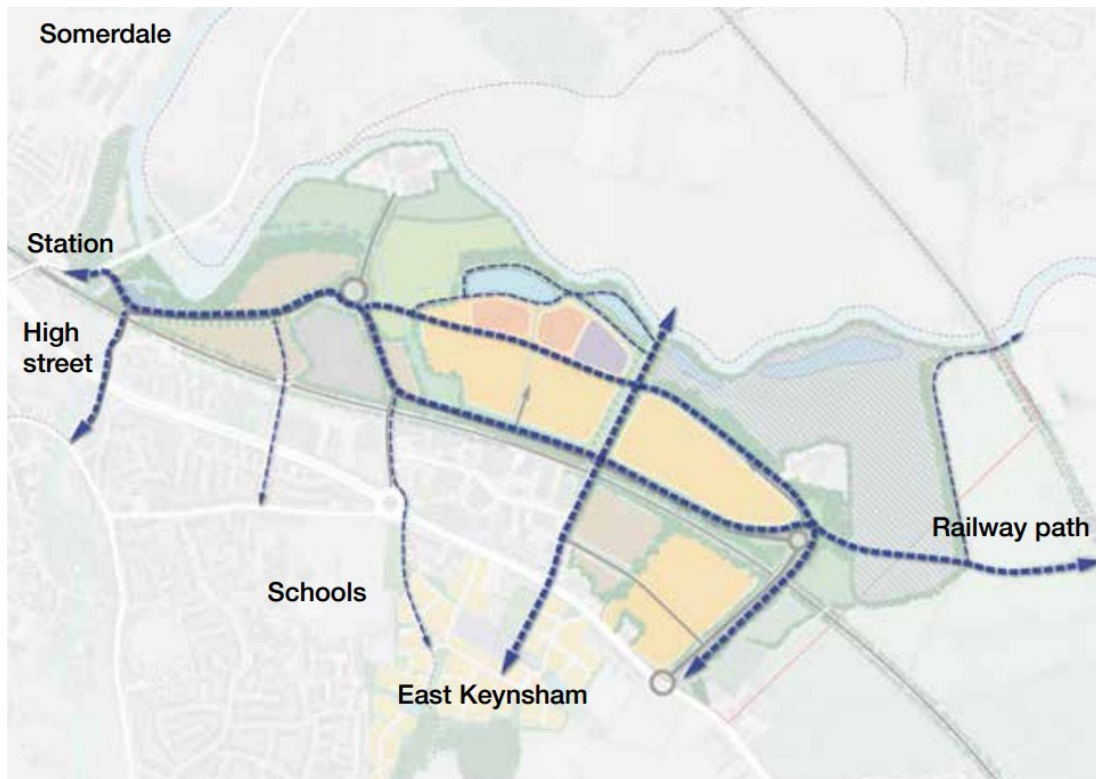 Somerdale
Station
High
street
Railway path
Schools
East Keynsham